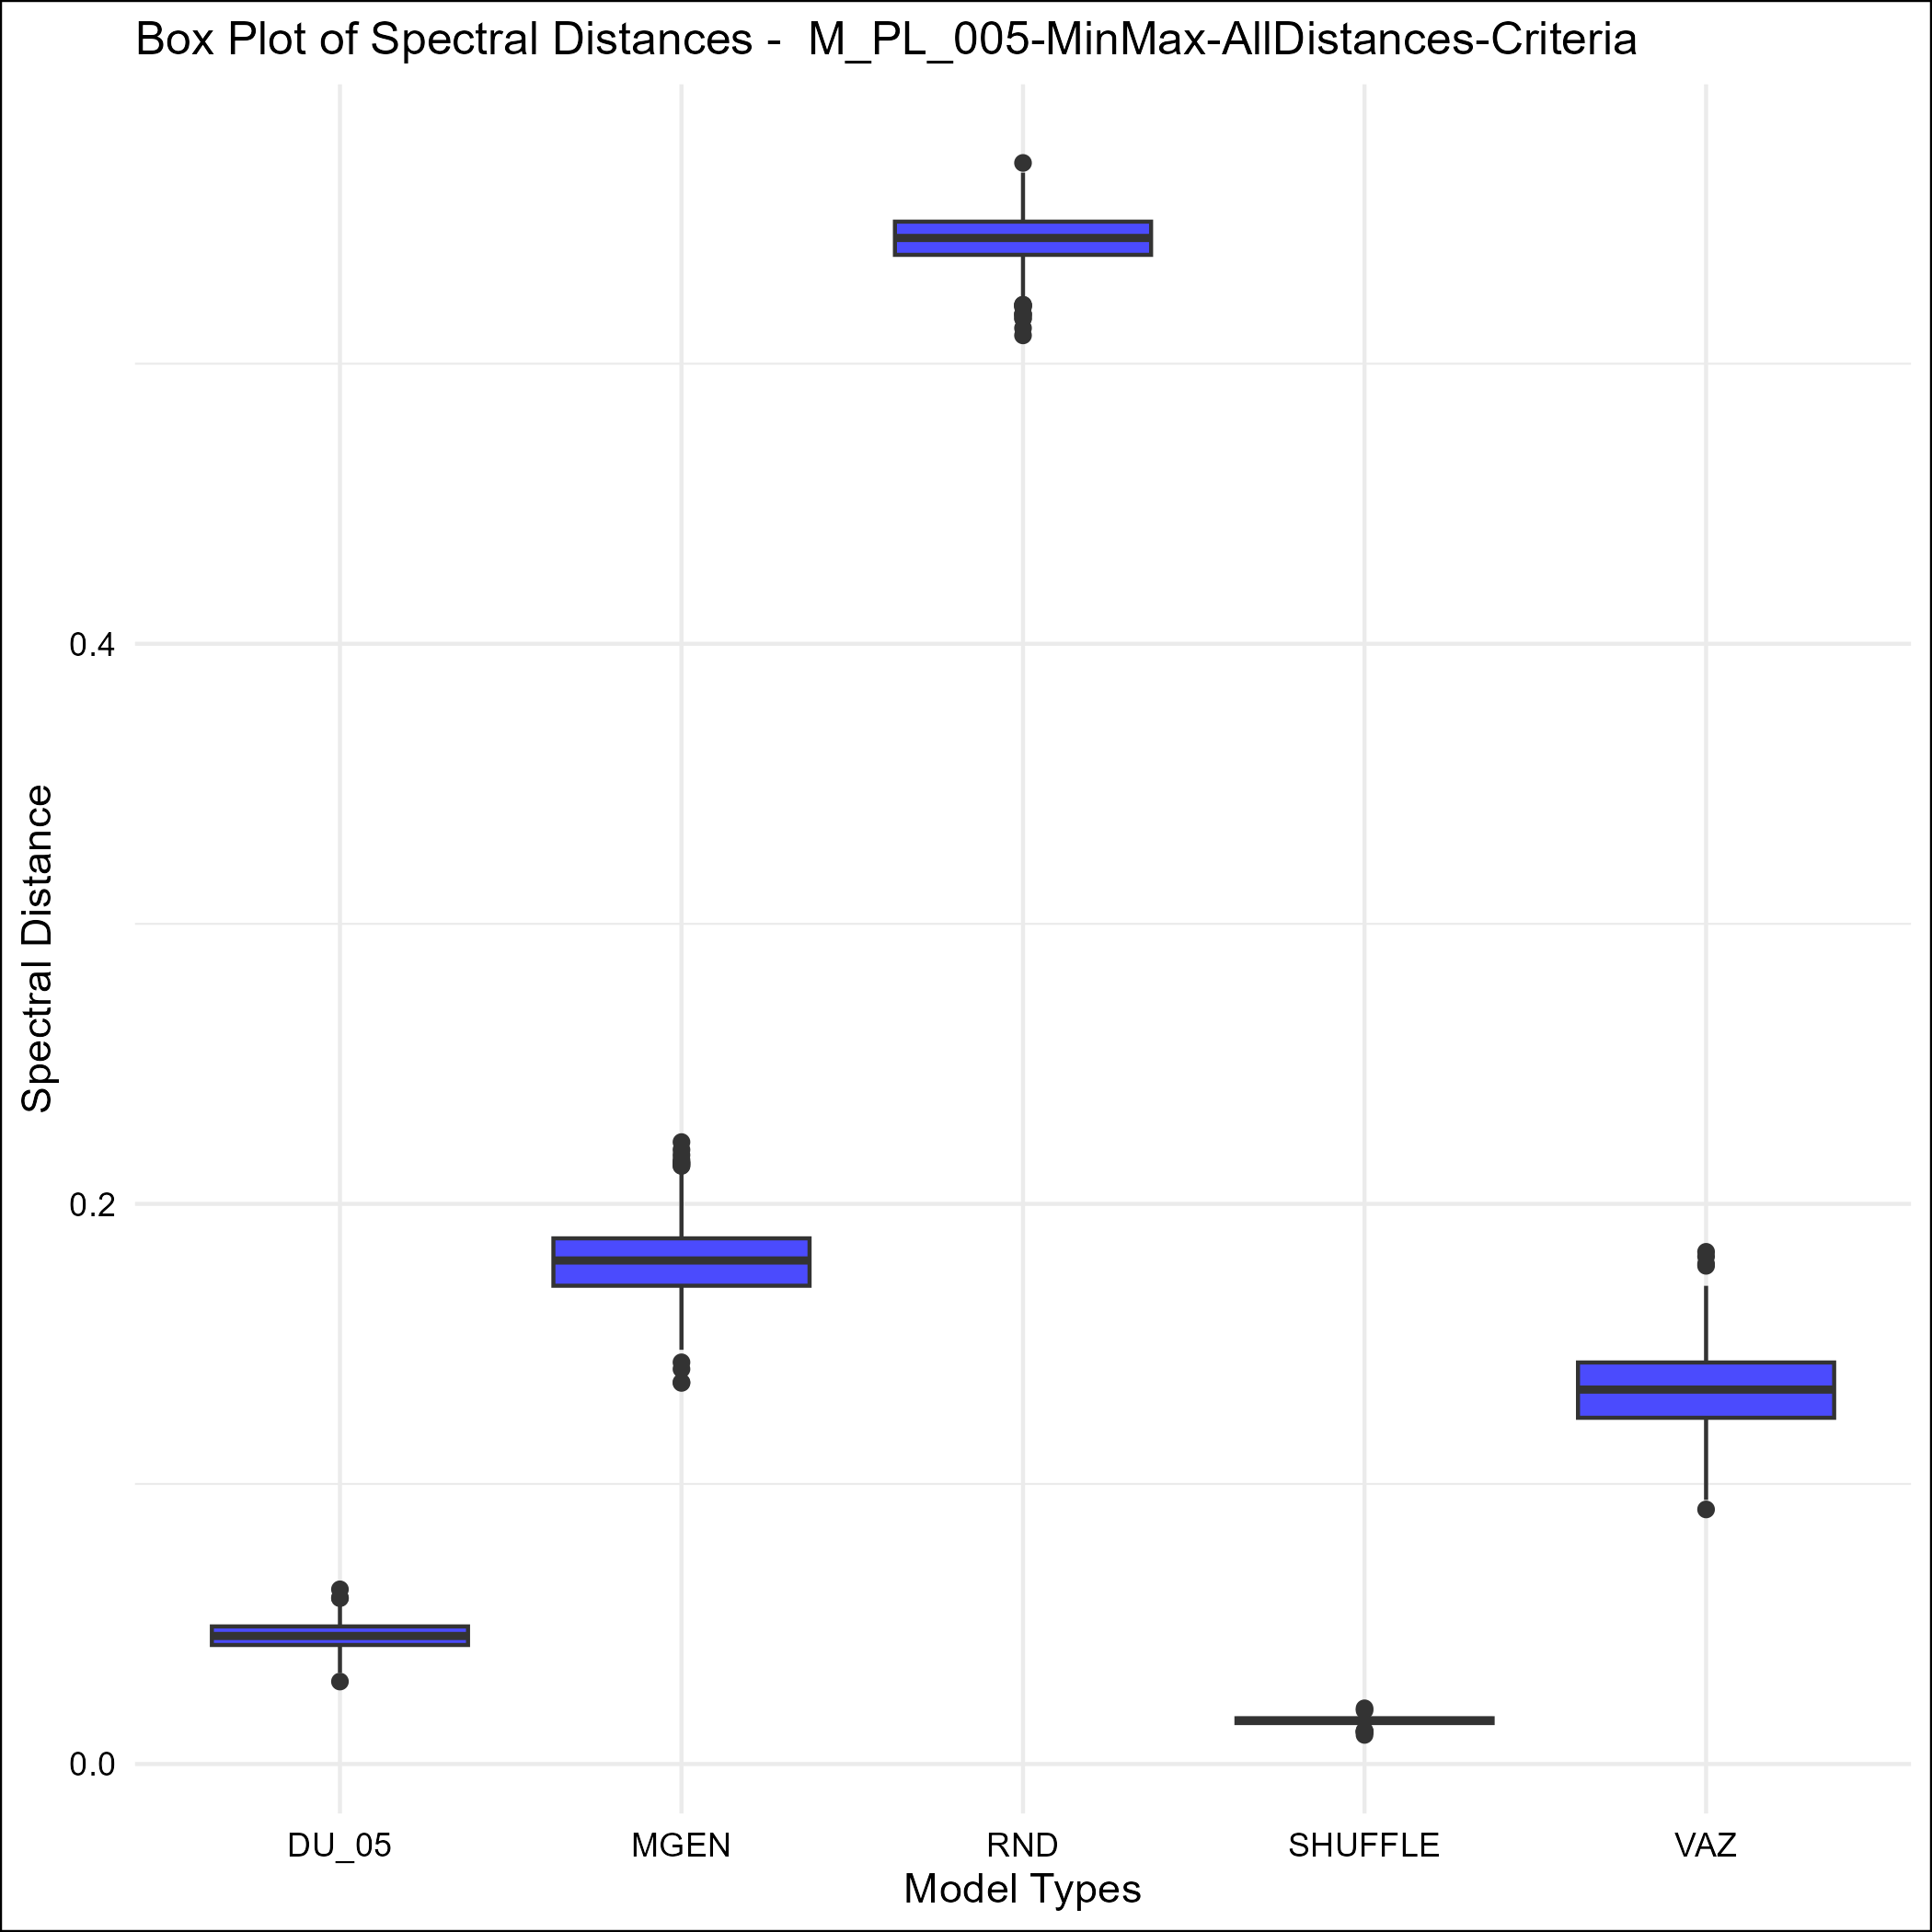 Box Plot of Spectral Distances -  M_PL_005-MinMax-AllDistances-Criteria
Spectral Distance
0.4
0.2
0.0
DU_05 MGEN RND SHUFFLE VAZ
Model Types